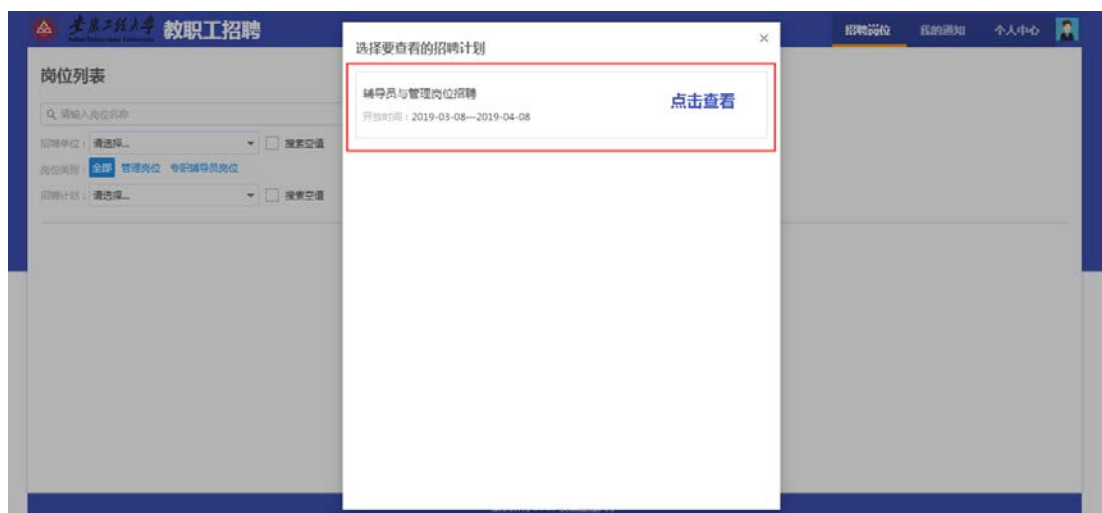 安徽工程大学 教职工招聘
招聘岗位 我的通知 个人中心
岗位列表
请输入岗位名称
招聘单位：请选择... 搜索空值
岗位类别：全部 管理岗位 专职辅导员岗位
招聘计划：请选择... 搜索空值
选择要查看的招聘计划
×
辅导员与管理岗位招聘
开放时间：2019-03-08—2019-04-08
点击查看